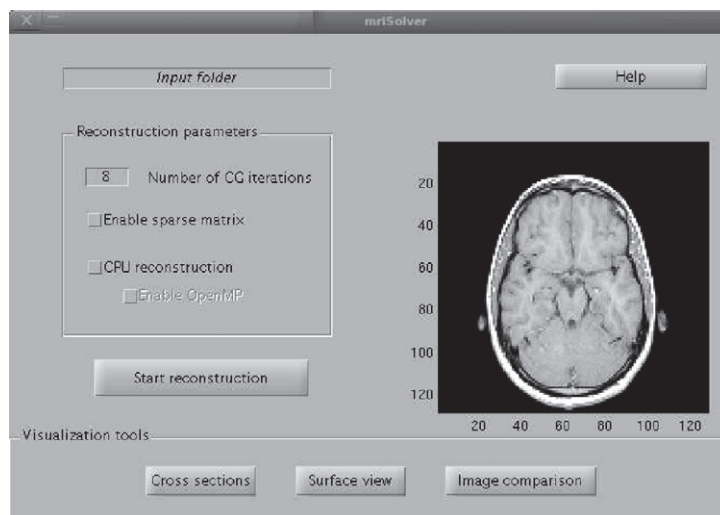 mriSolver
Input folder
Help
Reconstruction parameters
8 Number of CG iterations
Enable sparse matrix
CPU reconstruction
Enable OpenMP
Start reconstruction
20
40
60
80
100
120
20 40 60 80 100 120
Visualization tools
Cross sections
Surface view
Image comparison